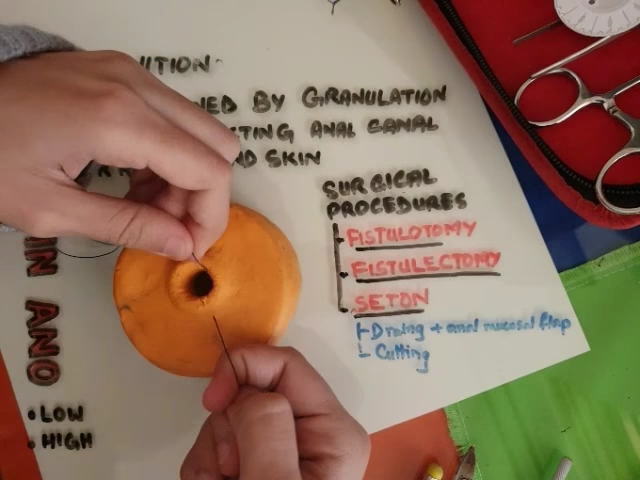 NITION
NED BY GRANULATION
TING ANAL CANAL
ND SKIN
SURGICAL
PROCEDURES
FISTULOTOMY
FISTULECTOMY
SETON
Draing + anal mucosal flap
Cutting
IN ANO
• LOW
• HIGH